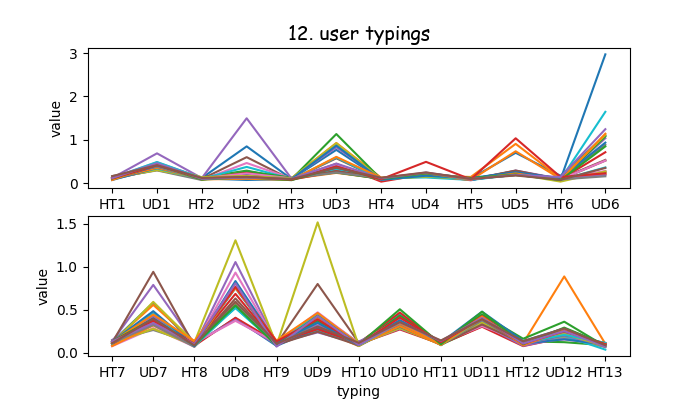 12. user typings
value
3
2
1
0
HT1 UD1 HT2 UD2 HT3 UD3 HT4 UD4 HT5 UD5 HT6 UD6
value
1.5
1.0
0.5
0.0
HT7 UD7 HT8 UD8 HT9 UD9 HT10 UD10 HT11 UD11 HT12 UD12 HT13
typing